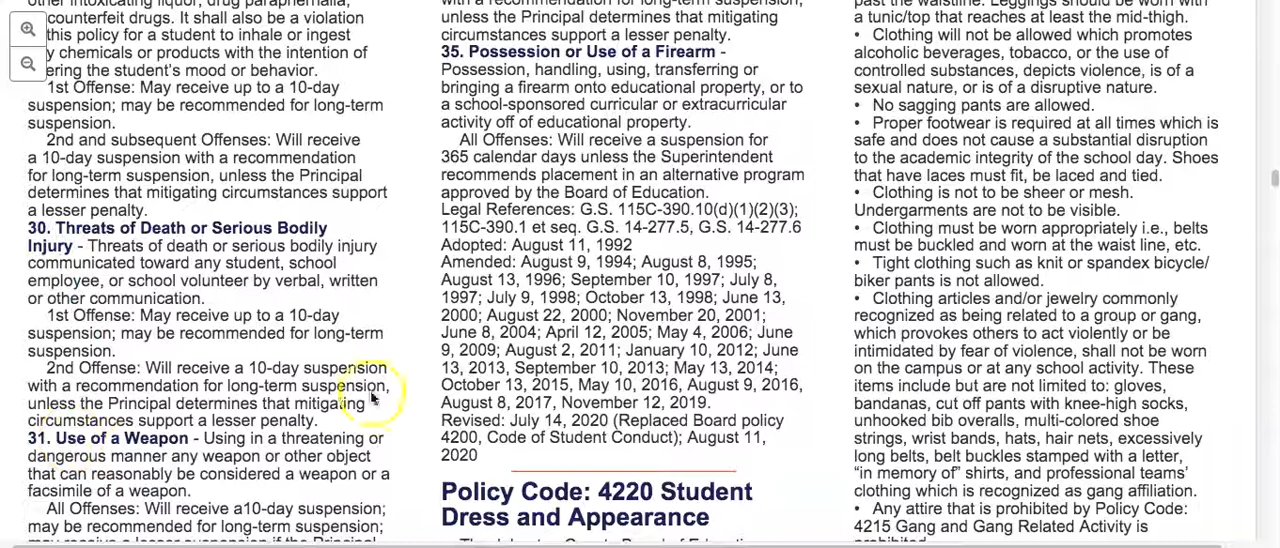 other intoxicating liquor, drug paraphernalia,
counterfeit drugs. It shall also be a violation
this policy for a student to inhale or ingest
y chemicals or products with the intention of
ering the student's mood or behavior.
1st Offense: May receive up to a 10-day
suspension; may be recommended for long-term
suspension.
2nd and subsequent Offenses: Will receive
a 10-day suspension with a recommendation
for long-term suspension, unless the Principal
determines that mitigating circumstances support
a lesser penalty.
30. Threats of Death or Serious Bodily
Injury - Threats of death or serious bodily injury
communicated toward any student, school
employee, or school volunteer by verbal, written
or other communication.
1st Offense: May receive up to a 10-day
suspension; may be recommended for long-term
suspension.
2nd Offense: Will receive a 10-day suspension
with a recommendation for long-term suspension,
unless the Principal determines that mitigating
circumstances support a lesser penalty.
31. Use of a Weapon - Using in a threatening or
dangerous manner any weapon or other object
that can reasonably be considered a weapon or a
facsimile of a weapon.
All Offenses: Will receive a10-day suspension;
may be recommended for long-term suspension;
may receive a lesser suspension if the Principal
with a recommendation for long-term suspension,
unless the Principal determines that mitigating
circumstances support a lesser penalty.
35. Possession or Use of a Firearm -
Possession, handling, using, transferring or
bringing a firearm onto educational property, or to
a school-sponsored curricular or extracurricular
activity off of educational property.
All Offenses: Will receive a suspension for
365 calendar days unless the Superintendent
recommends placement in an alternative program
approved by the Board of Education.
Legal References: G.S. 115C-390.10(d)(1)(2)(3);
115C-390.1 et seq. G.S. 14-277.5, G.S. 14-277.6
Adopted: August 11, 1992
Amended: August 9, 1994; August 8, 1995;
August 13, 1996; September 10, 1997; July 8,
1997; July 9, 1998; October 13, 1998; June 13,
2000; August 22, 2000; November 20, 2001;
June 8, 2004; April 12, 2005; May 4, 2006; June
9, 2009; August 2, 2011; January 10, 2012; June
13, 2013, September 10, 2013; May 13, 2014;
October 13, 2015, May 10, 2016, August 9, 2016,
August 8, 2017, November 12, 2019.
Revised: July 14, 2020 (Replaced Board policy
4200, Code of Student Conduct); August 11,
2020
Policy Code: 4220 Student
Dress and Appearance
past the waistline. Leggings should be worn with
a tunic/top that reaches at least the mid-thigh.
• Clothing will not be allowed which promotes
alcoholic beverages, tobacco, or the use of
controlled substances, depicts violence, is of a
sexual nature, or is of a disruptive nature.
• No sagging pants are allowed.
• Proper footwear is required at all times which is
safe and does not cause a substantial disruption
to the academic integrity of the school day. Shoes
that have laces must fit, be laced and tied.
• Clothing is not to be sheer or mesh.
Undergarments are not to be visible.
• Clothing must be worn appropriately i.e., belts
must be buckled and worn at the waist line, etc.
• Tight clothing such as knit or spandex bicycle/
biker pants is not allowed.
• Clothing articles and/or jewelry commonly
recognized as being related to a group or gang,
which provokes others to act violently or be
intimidated by fear of violence, shall not be worn
on the campus or at any school activity. These
items include but are not limited to: gloves,
bandanas, cut off pants with knee-high socks,
unhooked bib overalls, multi-colored shoe
strings, wrist bands, hats, hair nets, excessively
long belts, belt buckles stamped with a letter,
“in memory of” shirts, and professional teams’
clothing which is recognized as gang affiliation.
• Any attire that is prohibited by Policy Code:
4215 Gang and Gang Related Activity is
prohibited.